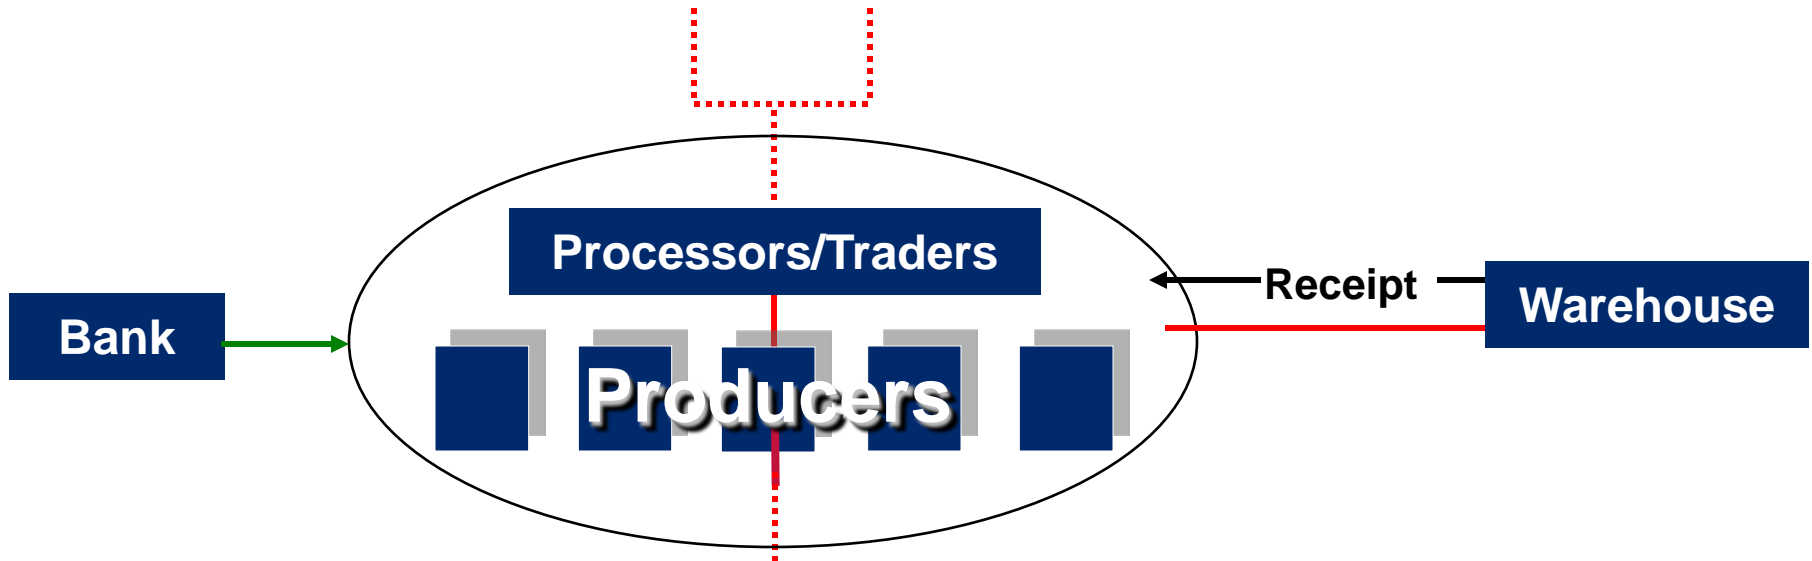 Processors/Traders
Receipt
Warehouse
Bank
Producers